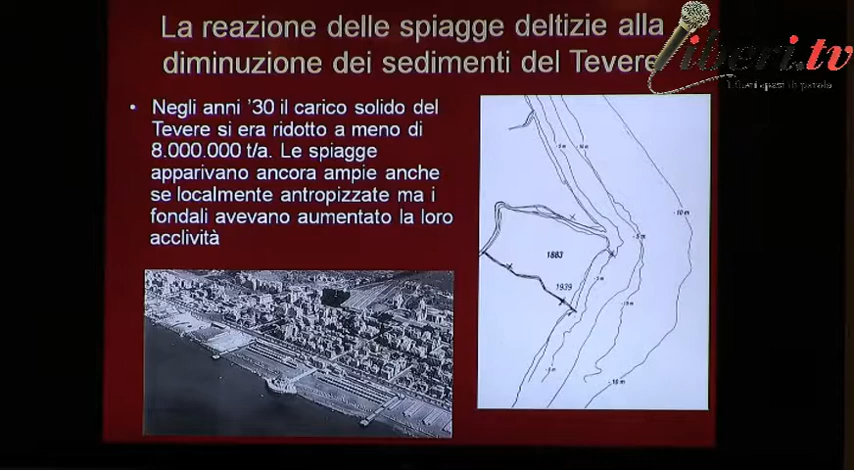 La reazione delle spiagge deltizie alla
diminuzione dei sedimenti del Tevere
liberi.tv
• Negli anni '30 il carico solido del
Tevere si era ridotto a meno di
8.000.000 t/a. Le spiagge
apparivano ancora ampie anche
se localmente antropizzate ma i
fondali avevano aumentato la loro
acclività
- 10 m
- 5 m
1883
1939
- 10 m